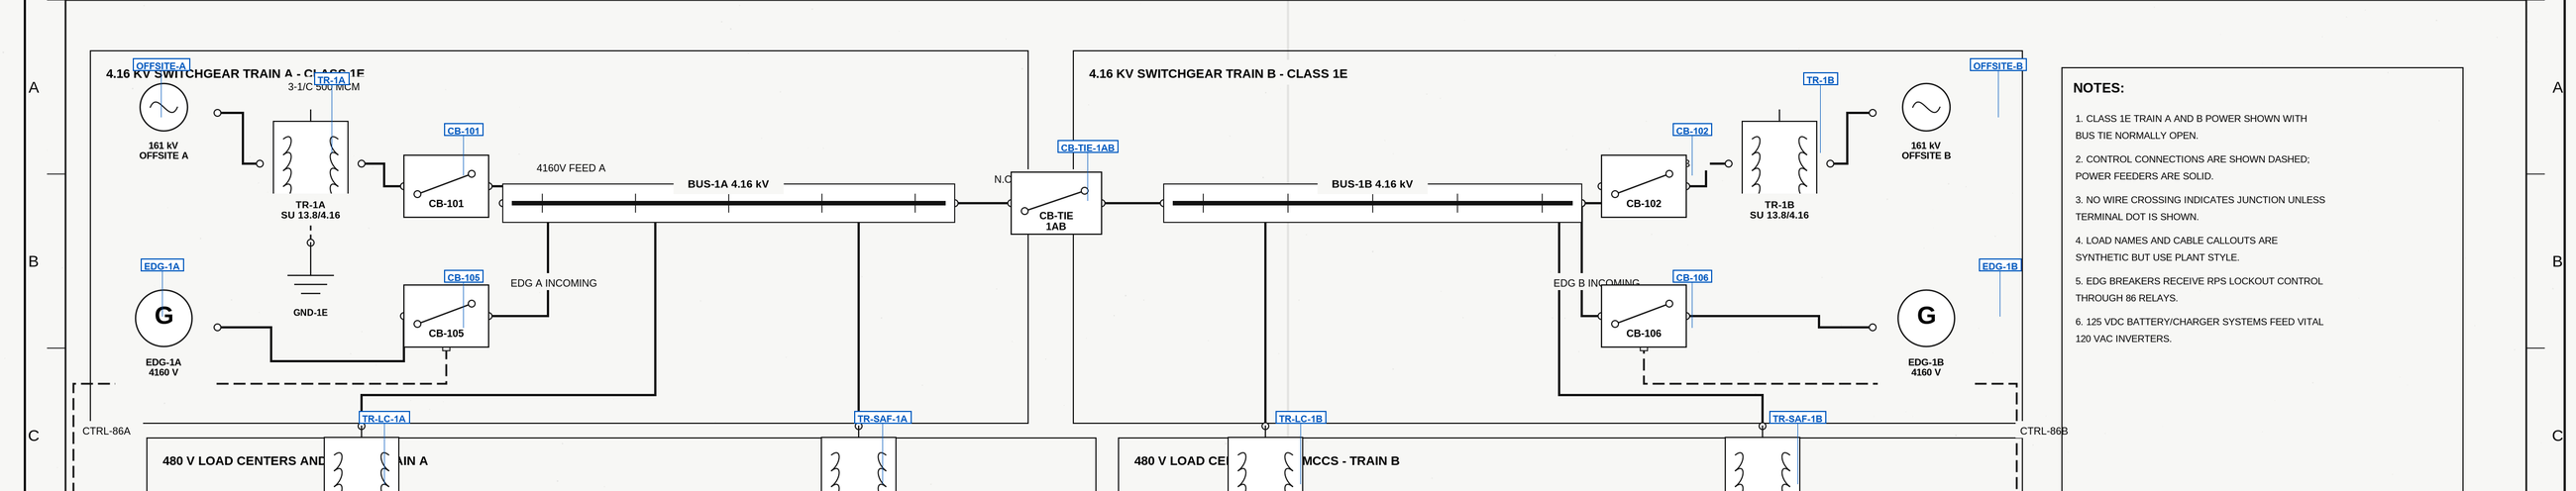 A
A
OFFSITE-A
4.16 KV SWITCHGEAR TRAIN A - CLASS 1E
TR-1A
3-1/C 500 MCM
161 kV
OFFSITE A
TR-1A
SU 13.8/4.16
CB-101
CB-101
4160V FEED A
BUS-1A 4.16 kV
N.O
CB-TIE-1AB
CB-TIE
1AB
4.16 KV SWITCHGEAR TRAIN B - CLASS 1E
BUS-1B 4.16 kV
CB-102
CB-102
TR-1B
TR-1B
SU 13.8/4.16
OFFSITE-B
161 kV
OFFSITE B
NOTES:
1. CLASS 1E TRAIN A AND B POWER SHOWN WITH
BUS TIE NORMALLY OPEN.
2. CONTROL CONNECTIONS ARE SHOWN DASHED;
POWER FEEDERS ARE SOLID.
3. NO WIRE CROSSING INDICATES JUNCTION UNLESS
TERMINAL DOT IS SHOWN.
4. LOAD NAMES AND CABLE CALLOUTS ARE
SYNTHETIC BUT USE PLANT STYLE.
5. EDG BREAKERS RECEIVE RPS LOCKOUT CONTROL
THROUGH 86 RELAYS.
6. 125 VDC BATTERY/CHARGER SYSTEMS FEED VITAL
120 VAC INVERTERS.
B
B
EDG-1A
G
EDG-1A
4160 V
GND-1E
CB-105
CB-105
EDG A INCOMING
EDG B INCOMING
CB-106
CB-106
EDG-1B
G
EDG-1B
4160 V
C
C
CTRL-86A
TR-LC-1A
TR-SAF-1A
TR-LC-1B
TR-SAF-1B
CTRL-86B
480 V LOAD CENTERS AND AIN A
480 V LOAD CE MCCS - TRAIN B